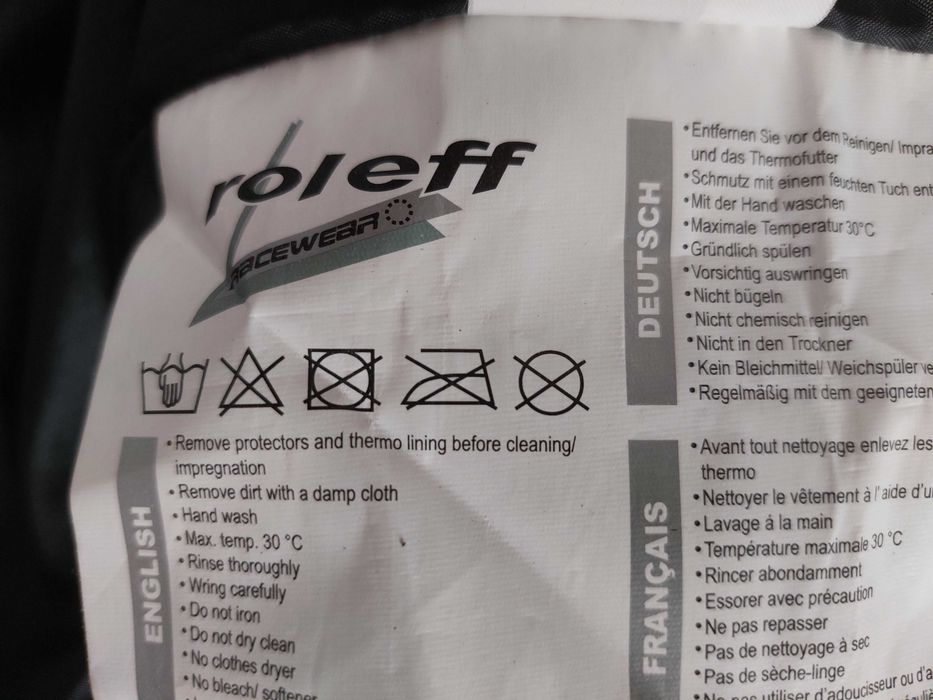 roleff
RACEWEAR
ENGLISH
• Remove protectors and thermo lining before cleaning/
impregnation
• Remove dirt with a damp cloth
• Hand wash
• Max. temp. 30 °C
• Rinse thoroughly
• Wring carefully
• Do not iron
• Do not dry clean
• No clothes dryer
• No bleach/ softener
DEUTSCH
• Entfernen Sie vor dem Reinigen/ Impra
und das Thermofutter
• Schmutz mit einem feuchten Tuch ent
• Mit der Hand waschen
• Maximale Temperatur 30°C
• Gründlich spülen
• Vorsichtig auswringen
• Nicht bügeln
• Nicht chemisch reinigen
• Nicht in den Trockner
• Kein Bleichmittel/ Weichspüler ve
• Regelmäßig mit dem geeigneten
FRANÇAIS
• Avant tout nettoyage enlevez les
thermo
• Nettoyer le vêtement à l'aide d'u
• Lavage á la main
• Température maximale 30 °C
• Rincer abondamment
• Essorer avec précaution
• Ne pas repasser
• Pas de nettoyage à sec
• Pas de sèche-linge
• Ne pas utiliser d'adoucisseur ou d'a